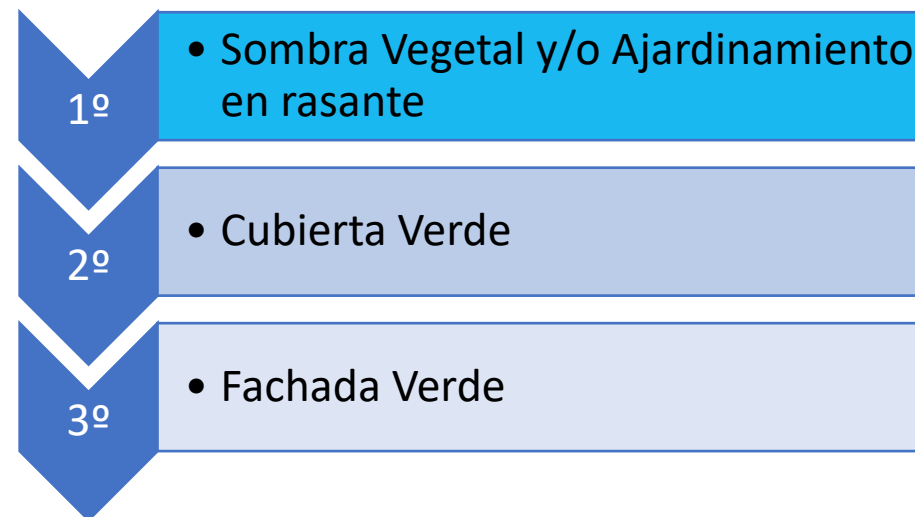 1º
• Sombra Vegetal y/o Ajardinamiento
en rasante
2º
• Cubierta Verde
3º
• Fachada Verde